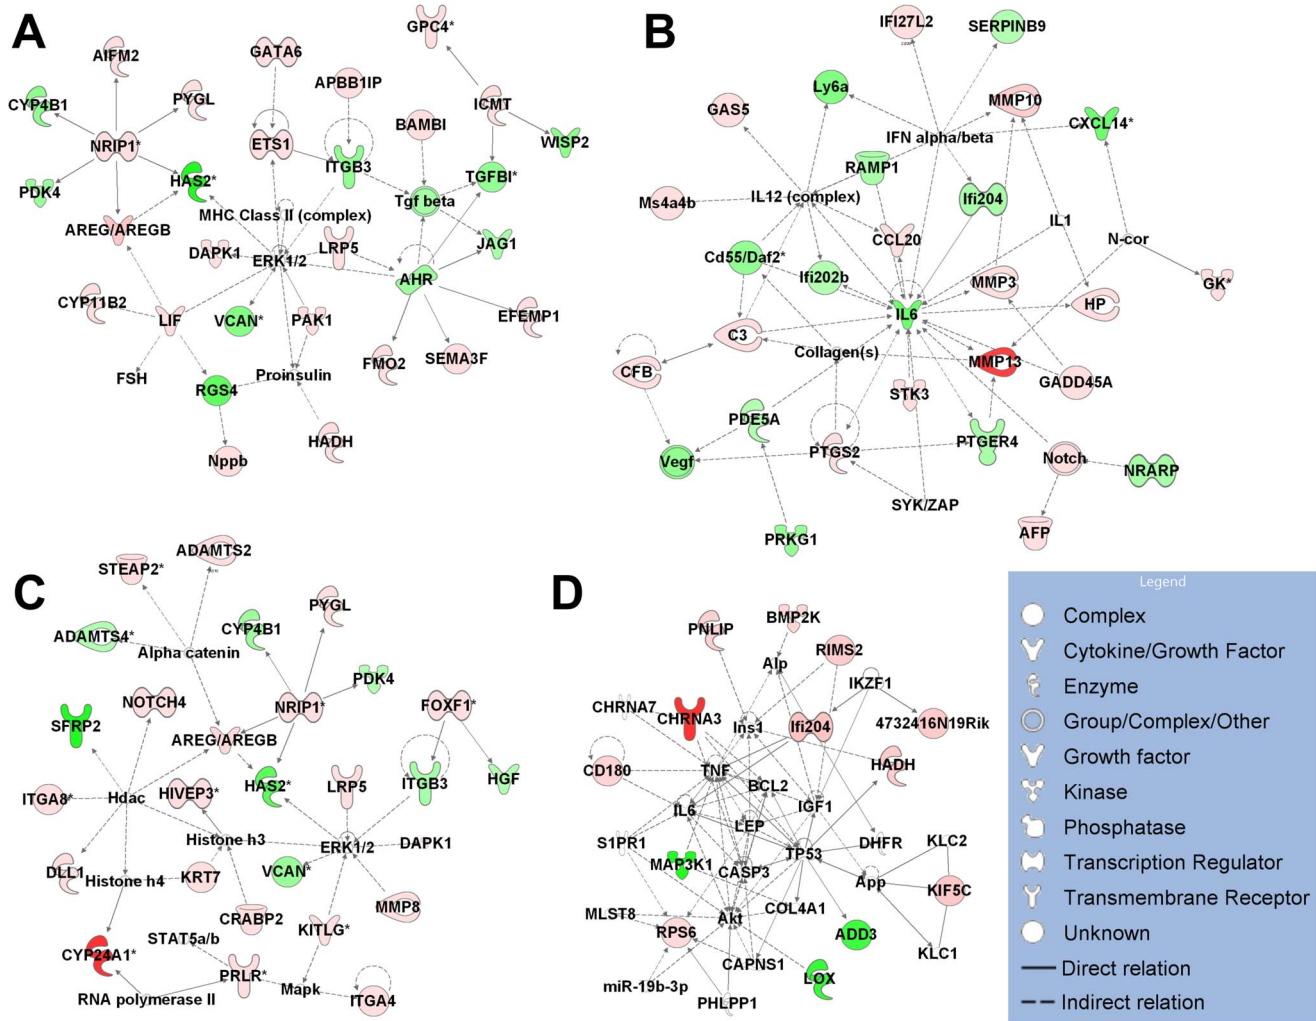 A
GPC4*
AIFM2
GATA6
APBB1IP
CYP4B1
PYGL
ICMT
BAMBI
NRIP1*
ETS1
WISP2
ITGB3
PDK4
HAS2*
TGFBI*
Tgf beta
MHC Class II (complex)
AREG/AREGB
DAPK1
LRP5
JAG1
ERK1/2
AHR
CYP11B2
LIF
VCAN*
PAK1
EFEMP1
FMO2
SEMA3F
FSH
Proinsulin
RGS4
HADH
Nppb
B
IFI27L2
SERPINB9
Ly6a
MMP10
GAS5
CXCL14*
IFN alpha/beta
RAMP1
Ms4a4b
IL12 (complex)
Ifi204
IL1
CCL20
N-cor
Cd55/Daf2*
Ifi202b
MMP3
GK*
HP
IL6
C3
Collagen(s)
MMP13
CFB
GADD45A
STK3
PDE5A
PTGER4
PTGS2
Vegf
Notch
NRARP
SYK/ZAP
PRKG1
AFP
C
STEAP2*
ADAMTS2
PYGL
ADAMTS4*
CYP4B1
Alpha catenin
PDK4
NOTCH4
NRIP1*
FOXF1*
SFRP2
AREG/AREGB
ITGB3
HGF
HAS2*
LRP5
ITGA8*
Hdac
HIVEP3*
Histone h3
ERK1/2
DAPK1
DLL1
Histone h4
KRT7
VCAN*
MMP8
CRABP2
KITLG*
STAT5a/b
CYP24A1*
PRLR*
Mapk
RNA polymerase II
ITGA4
D
PNLIP
BMP2K
RIMS2
Alp
IKZF1
CHRNA7
CHRNA3
Ins1
Ifi204
4732416N19Rik
CD180
TNF
HADH
BCL2
IL6
IGF1
LEP
S1PR1
DHFR
KLC2
MAP3K1
TP53
CASP3
App
KIF5C
COL4A1
MLST8
Akt
RPS6
ADD3
KLC1
CAPNS1
LOX
miR-19b-3p
PHLPP1
Legend
Complex
Cytokine/Growth Factor
Enzyme
Group/Complex/Other
Growth factor
Kinase
Phosphatase
Transcription Regulator
Transmembrane Receptor
Unknown
Direct relation
Indirect relation